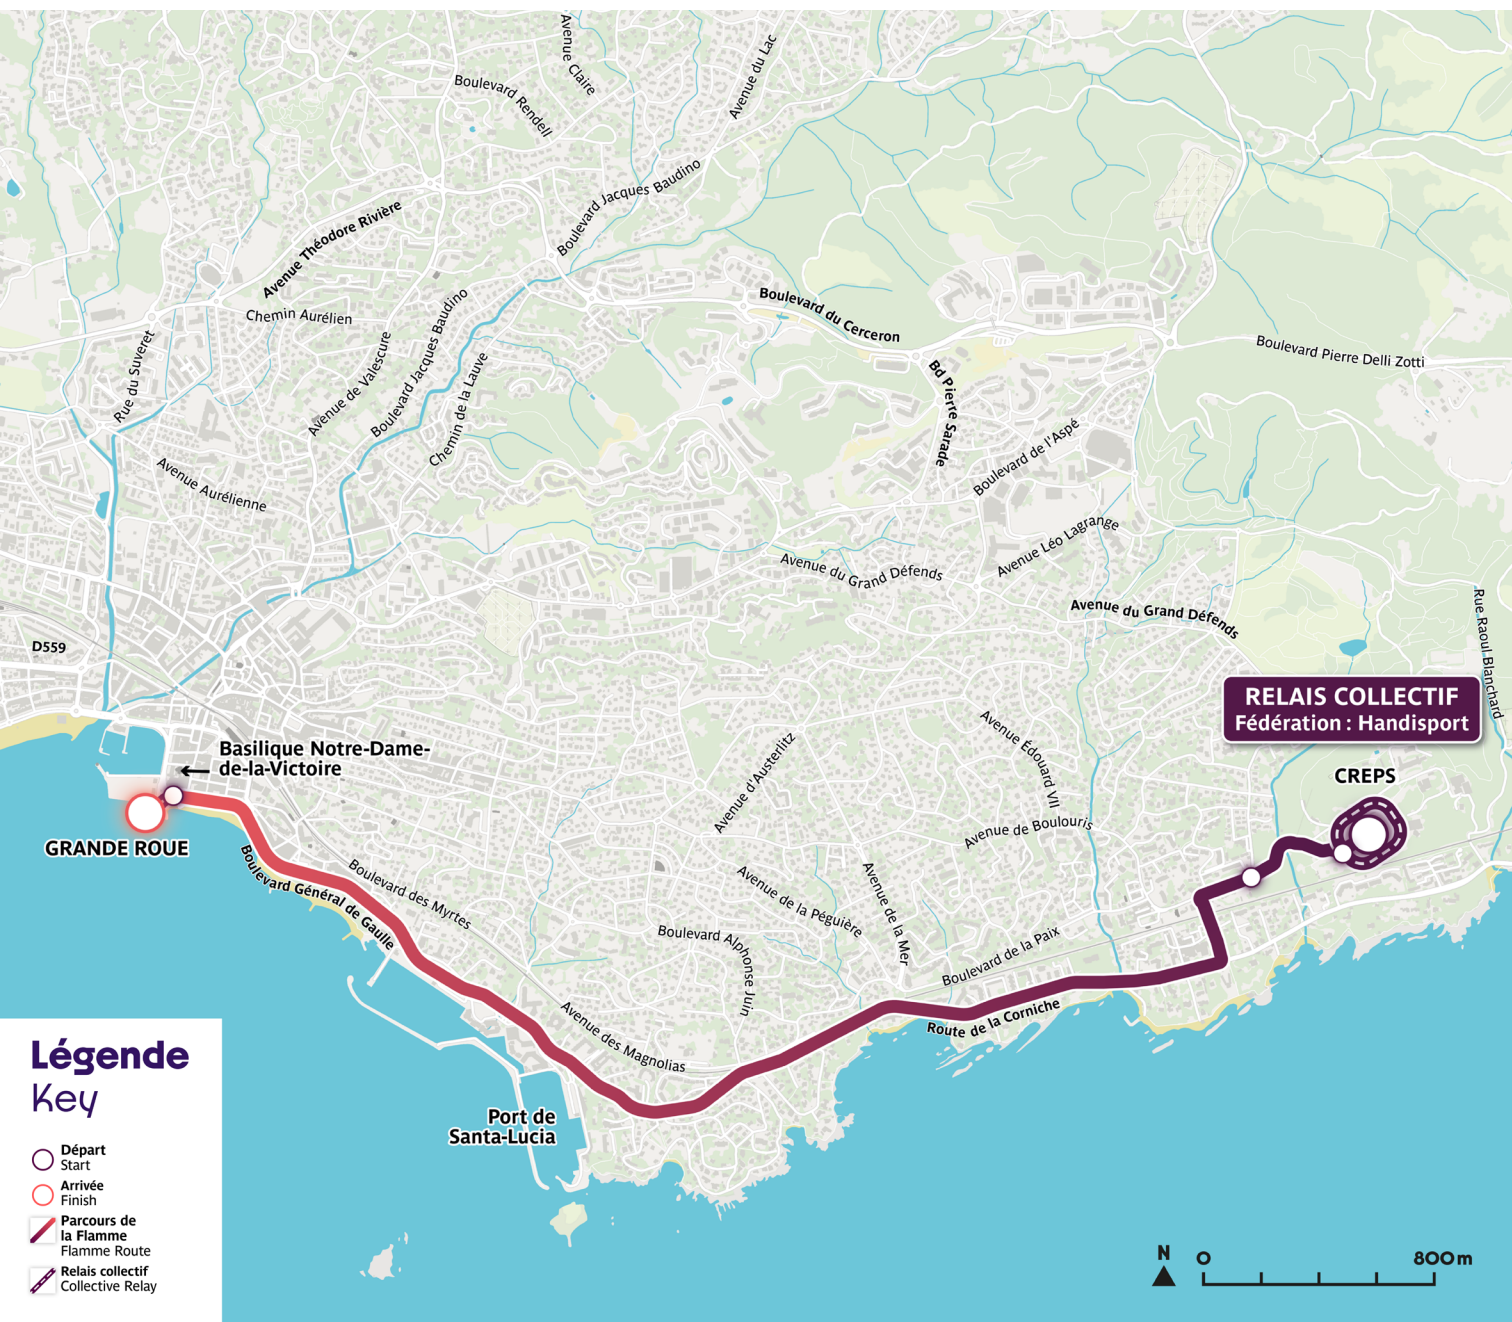 Avenue Claire
Avenue du Lac
Boulevard Rendell
Boulevard Jacques Baudino
Avenue Théodore Rivière
Chemin Aurélien
Rue du Suveret
Avenue de Valescure
Boulevard Jacques Baudino
Chemin de la Lauve
Boulevard du Cerceron
Bd Pierre Sarade
Boulevard Pierre Delli Zotti
Boulevard de l'Aspé
Avenue Aurélienne
Avenue Léo Lagrange
Avenue du Grand Défends
Avenue du Grand Défends
Rue Raoul Blanchard
D559
RELAIS COLLECTIF
Fédération : Handisport
CREPS
Basilique Notre-Dame-
de-la-Victoire
GRANDE ROUE
Avenue d'Austerlitz
Avenue Édouard VII
Avenue de Boulouris
Boulevard Général de Gaulle
Boulevard des Myrtes
Avenue de la Péguière
Avenue de la Mer
Boulevard Alphonse Juin
Boulevard de la Paix
Route de la Corniche
Avenue des Magnolias
Port de
Santa-Lucia
Légende
Key
Départ
Start
Arrivée
Finish
Parcours de
la Flamme
Flamme Route
Relais collectif
Collective Relay
N
0
800m